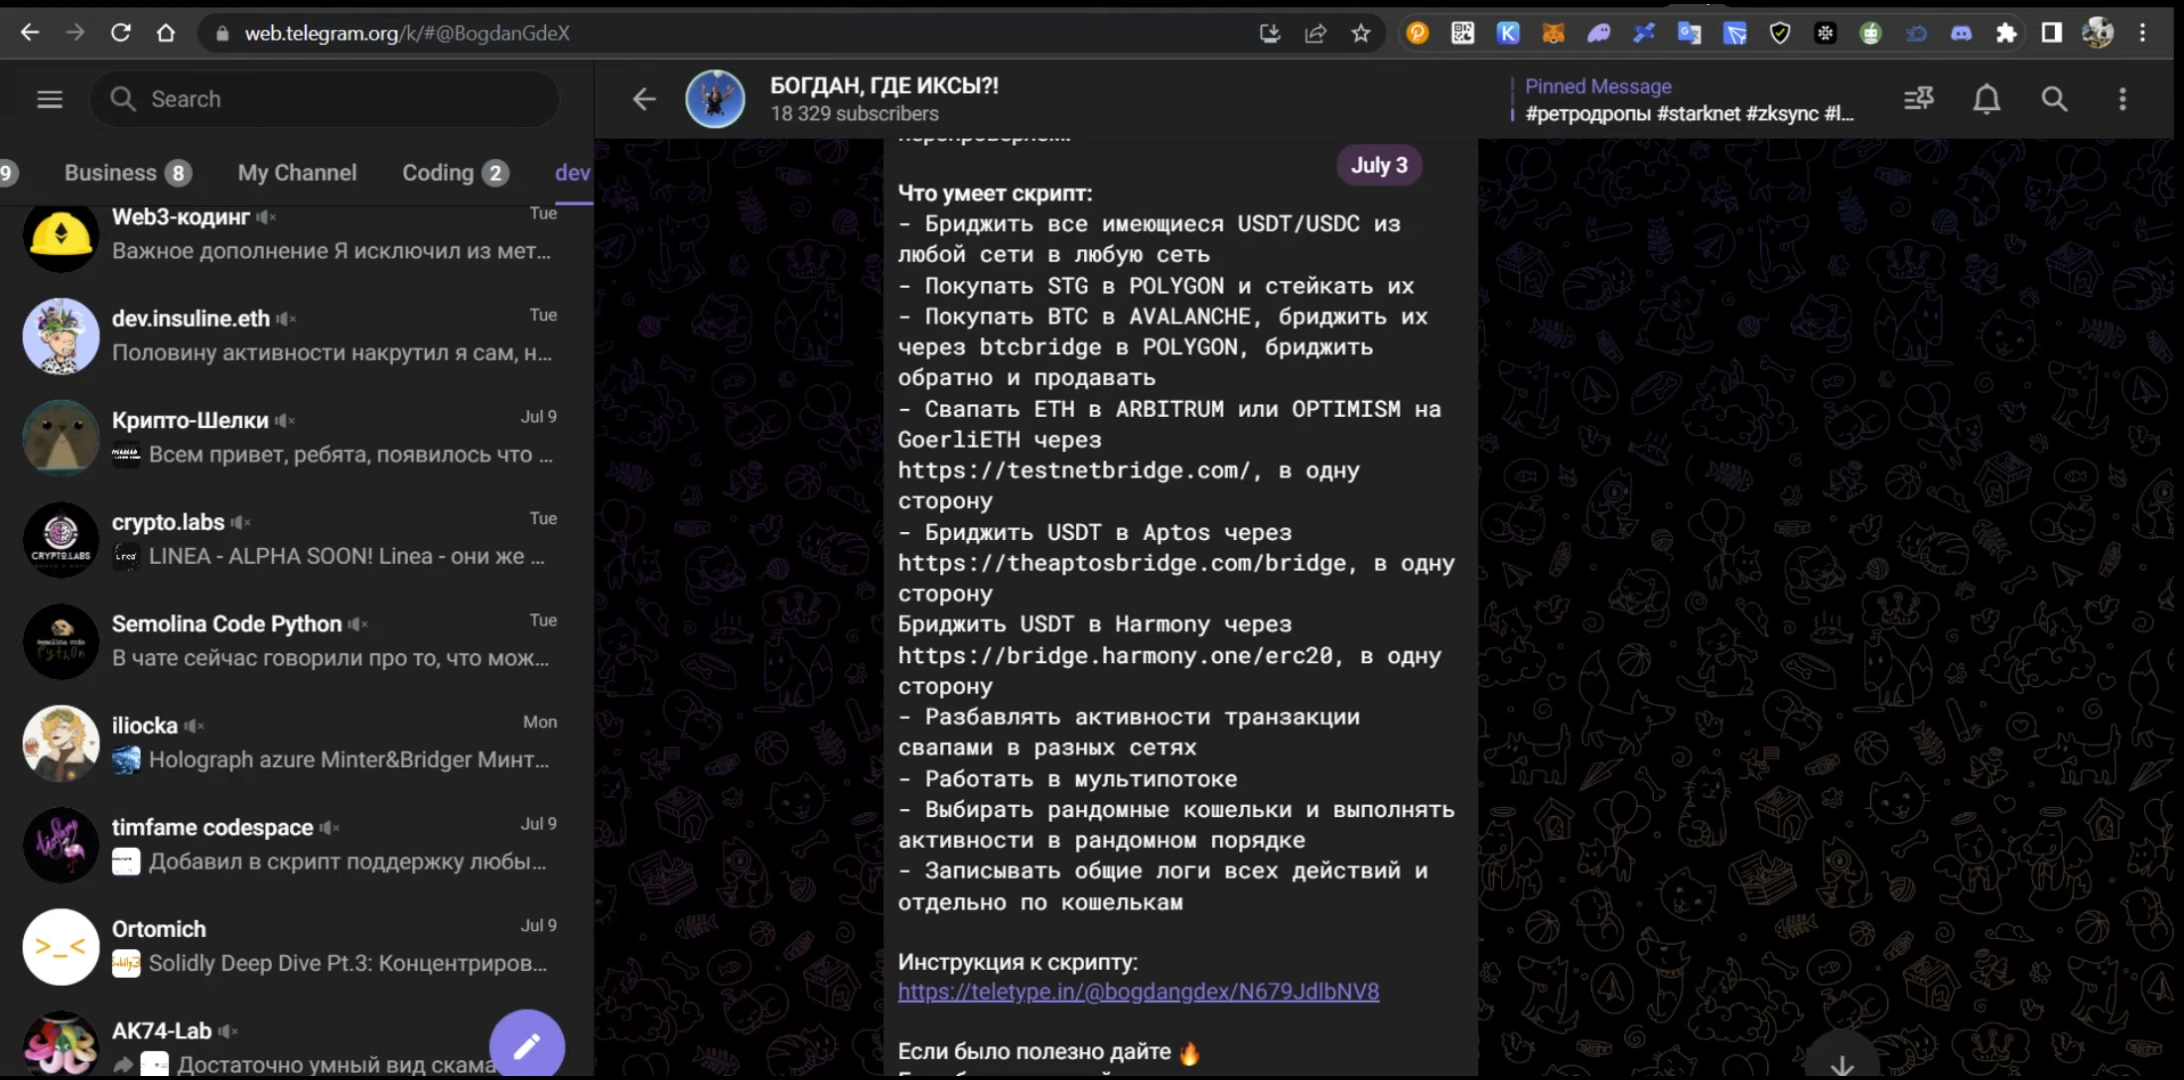 web.telegram.org/k/#@BogdanGdeX
Search
9 Business 8 My Channel Coding 2 dev
Web3-кодинг Tue
Важное дополнение Я исключил из мет...
dev.insuline.eth Tue
Половину активности накрутил я сам, н...
Крипто-Шелки Jul 9
Всем привет, ребята, появилось что ...
CRYPTO.LABS
crypto.labs Tue
LINEA - ALPHA SOON! Linea - они же ...
Semolina Code Python Tue
В чате сейчас говорили про то, что мож...
iliocka Mon
Holograph azure Minter&Bridger Минт...
timfame codespace Jul 9
Добавил в скрипт поддержку любы...
>_<
Ortomich Jul 9
Solidly Deep Dive Pt.3: Концентриров...
AK74-Lab
Достаточно умный вид скама
БОГДАН, ГДЕ ИКСЫ?!
18 329 subscribers
Pinned Message
#ретродропы #starknet #zksync #l...
July 3
Что умеет скрипт:
- Бриджить все имеющиеся USDT/USDC из
любой сети в любую сеть
- Покупать STG в POLYGON и стейкать их
- Покупать BTC в AVALANCHE, бриджить их
через btcbridge в POLYGON, бриджить
обратно и продавать
- Свапать ETH в ARBITRUM или OPTIMISM на
GoerliETH через
https://testnetbridge.com/, в одну
сторону
- Бриджить USDT в Aptos через
https://theaptosbridge.com/bridge, в одну
сторону
Бриджить USDT в Harmony через
https://bridge.harmony.one/erc20, в одну
сторону
- Разбавлять активности транзакции
свапами в разных сетях
- Работать в мультипотоке
- Выбирать рандомные кошельки и выполнять
активности в рандомном порядке
- Записывать общие логи всех действий и
отдельно по кошелькам
Инструкция к скрипту:
https://teletype.in/@bogdangdex/N679JdlbNV8
Если было полезно дайте 🔥